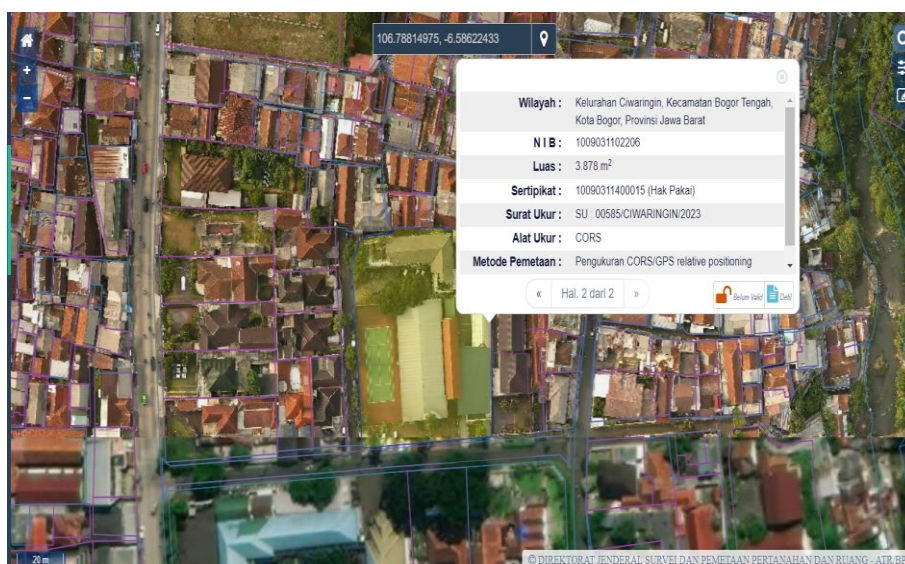 106.78814975, -6.58622433
Wilayah : Kelurahan Ciwaringin, Kecamatan Bogor Tengah,
Kota Bogor, Provinsi Jawa Barat
N I B : 1009031102206
Luas : 3.878 m²
Sertipikat : 10090311400015 (Hak Pakai)
Surat Ukur : SU : 00585/CIWARINGIN/2023
Alat Ukur : CORS
Metode Pemetaan : Pengukuran CORS/GPS relative positioning
« Hal. 2 dari 2 » Belum Valid Detil
20 m
© DIREKTORAT JENDERAL SURVEI DAN PEMETAAN PERTANAHAN DAN RUANG - ATR/BP